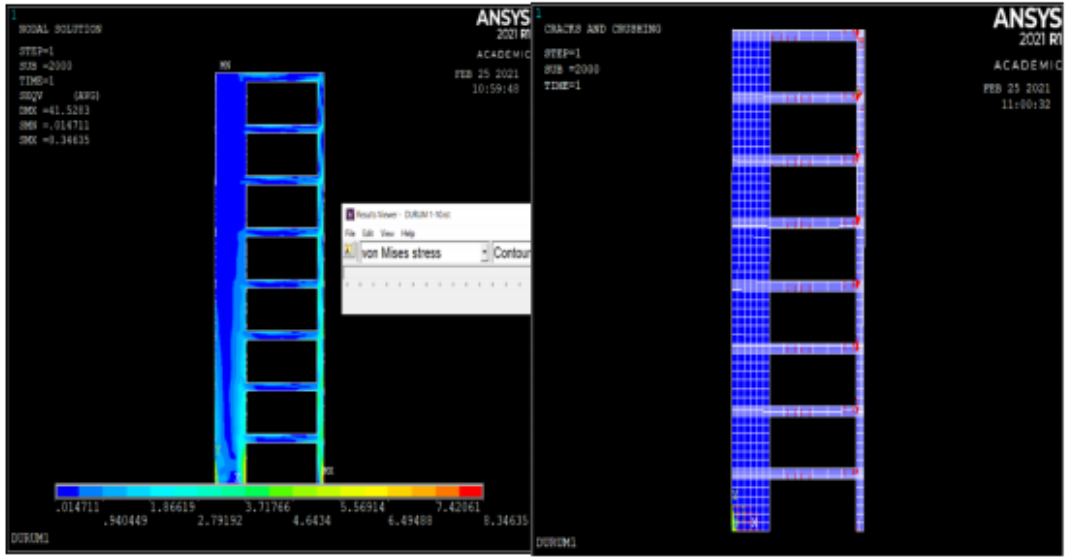 1
NODAL SOLUTION
STEP=1
SUB =2000
TIME=1
SEQV (AVG)
DMX =41.5283
SMN =.014711
SMX =8.34635
ANSYS
2021 R1
ACADEMIC
FEB 25 2021
10:59:48
MN
MX
Results Viewer - DURUM 1-10.rst
File Edit View Help
von Mises stress
Contour
.014711 1.86619 3.71766 5.56914 7.42061
.940449 2.79192 4.6434 6.49488 8.34635
DURUM1
1
CRACKS AND CRUSHING
STEP=1
SUB =2000
TIME=1
ANSYS
2021 R1
ACADEMIC
FEB 25 2021
11:00:32
X
DURUM1